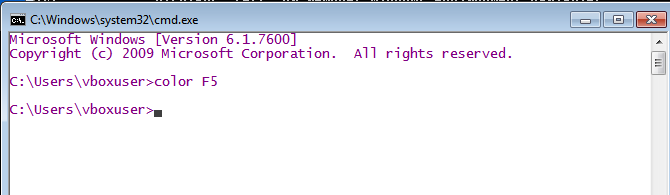 C:\Windows\system32\cmd.exe
Microsoft Windows [Version 6.1.7600]
Copyright (c) 2009 Microsoft Corporation.  All rights reserved.
C:\Users\vboxuser>color F5
C:\Users\vboxuser>